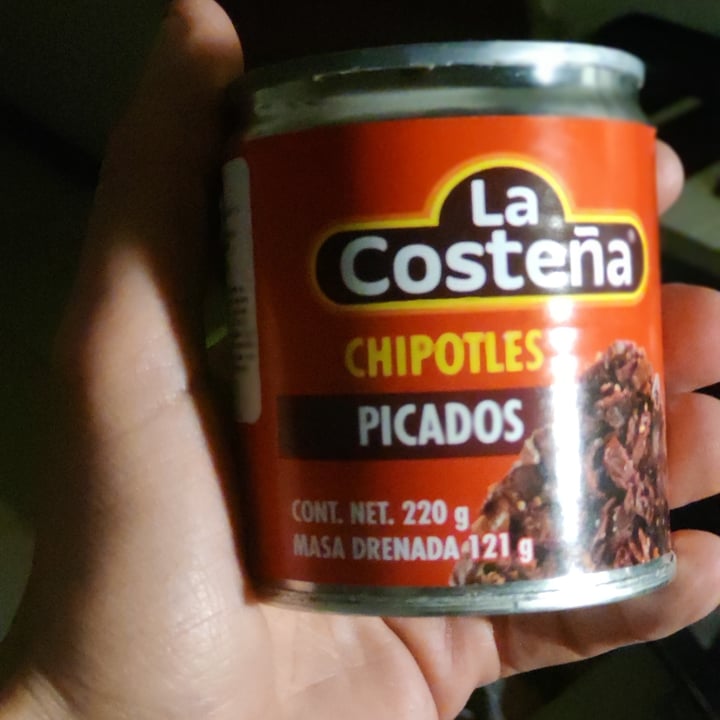 La
Costeña®
CHIPOTLES
PICADOS
CONT. NET. 220 g
MASA DRENADA 121 g